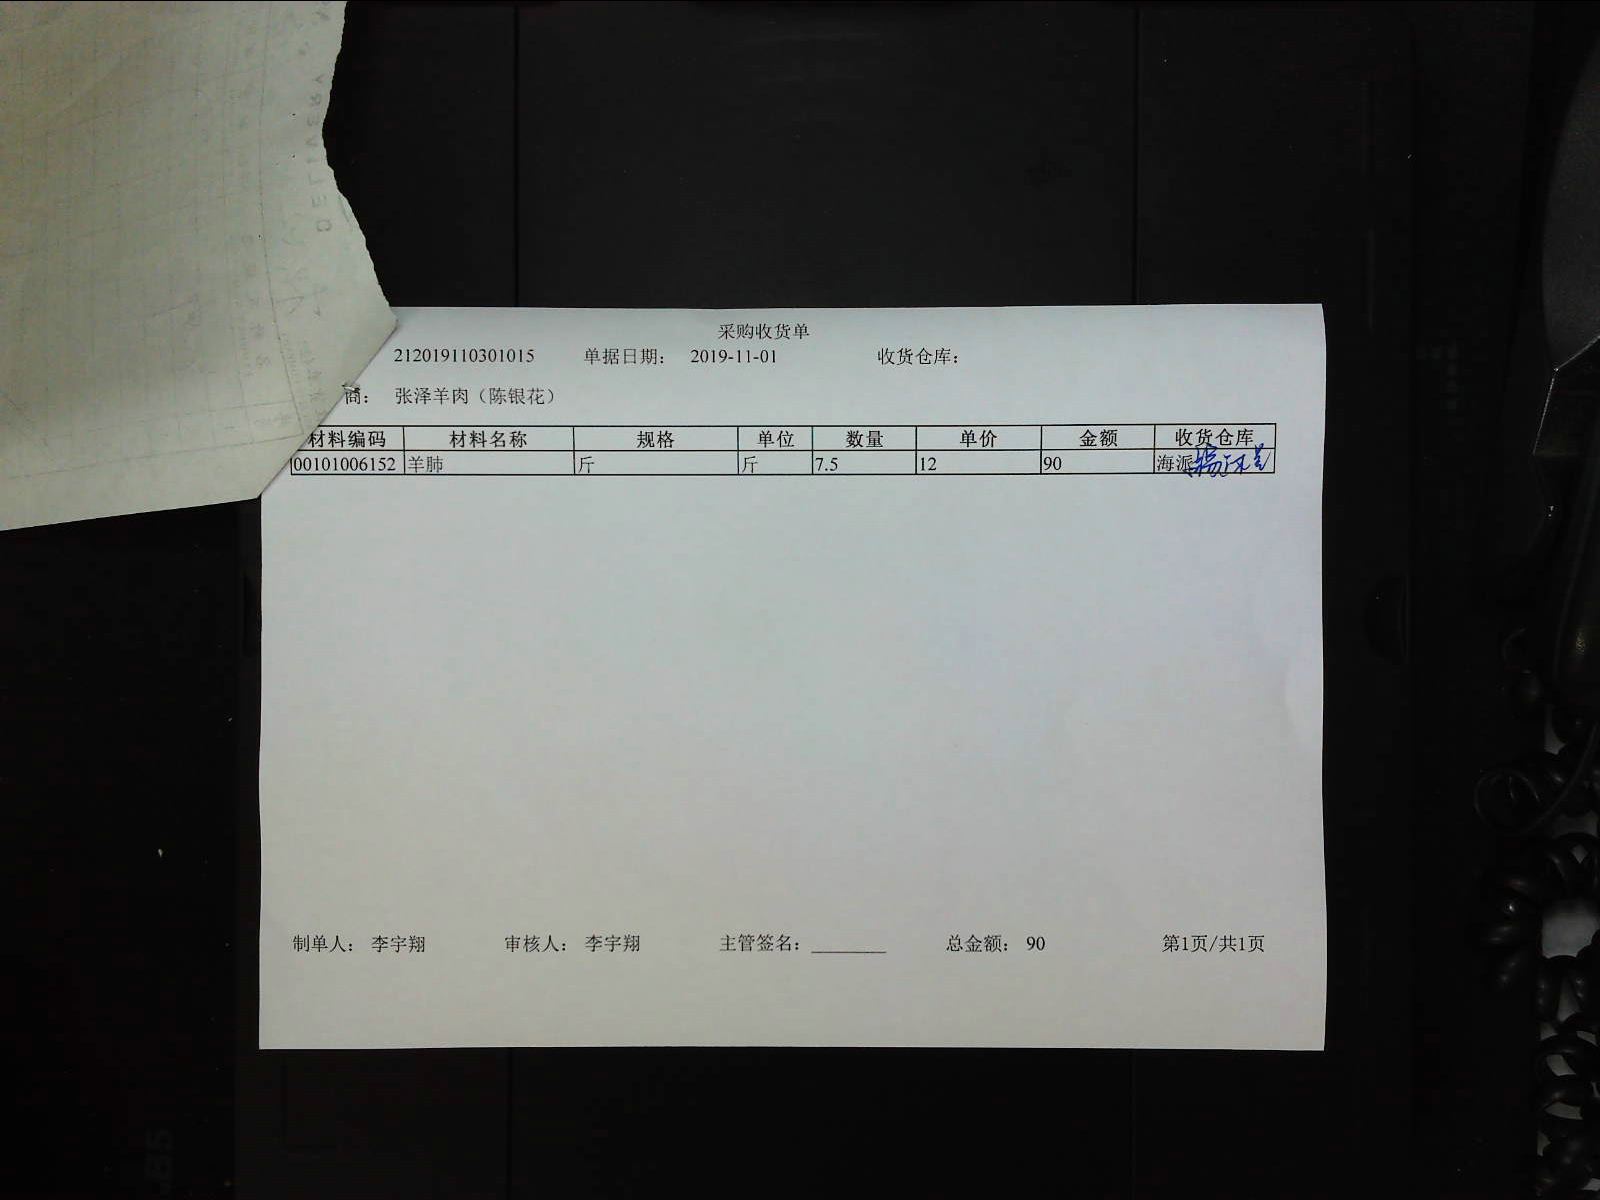 采购收货单
212019110301015 单据日期: 2019-11-01 收货仓库:
商: 张泽羊肉（陈银花）
材料编码 材料名称 规格 单位 数量 单价 金额 收货仓库
00101006152 羊肺 斤 斤 7.5 12 90 海派
制单人: 李宇翔 审核人: 李宇翔 主管签名: ________ 总金额: 90 第1页/共1页